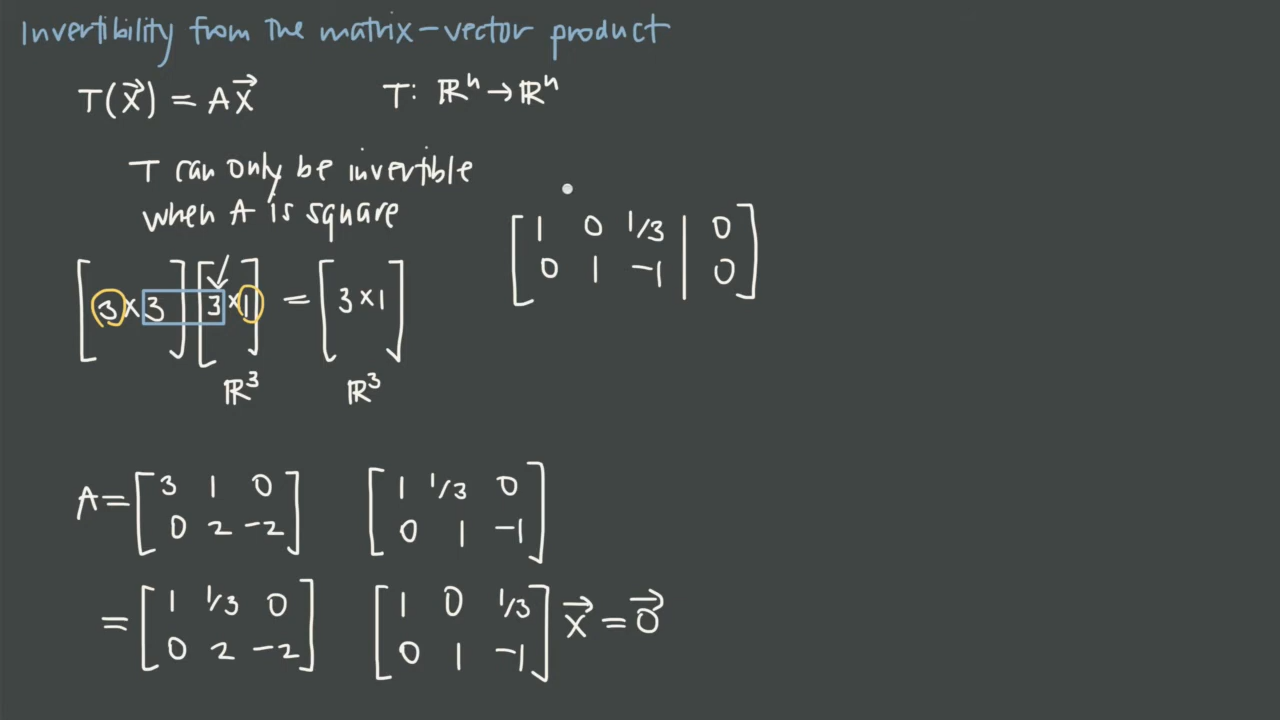 Invertibility from the matrix-vector product
T(x⃗) = Ax⃗ T: ℝⁿ → ℝⁿ
T can only be invertible
when A is square
[3 × 3] [3 × 1] = [3 × 1]
ℝ³ ℝ³
[1 0 1/3 | 0]
[0 1 -1 | 0]
A = [3 1 0] [1 1/3 0]
[0 2 -2] [0 1 -1]
= [1 1/3 0] [1 0 1/3] x⃗ = 0⃗
[0 2 -2] [0 1 -1]